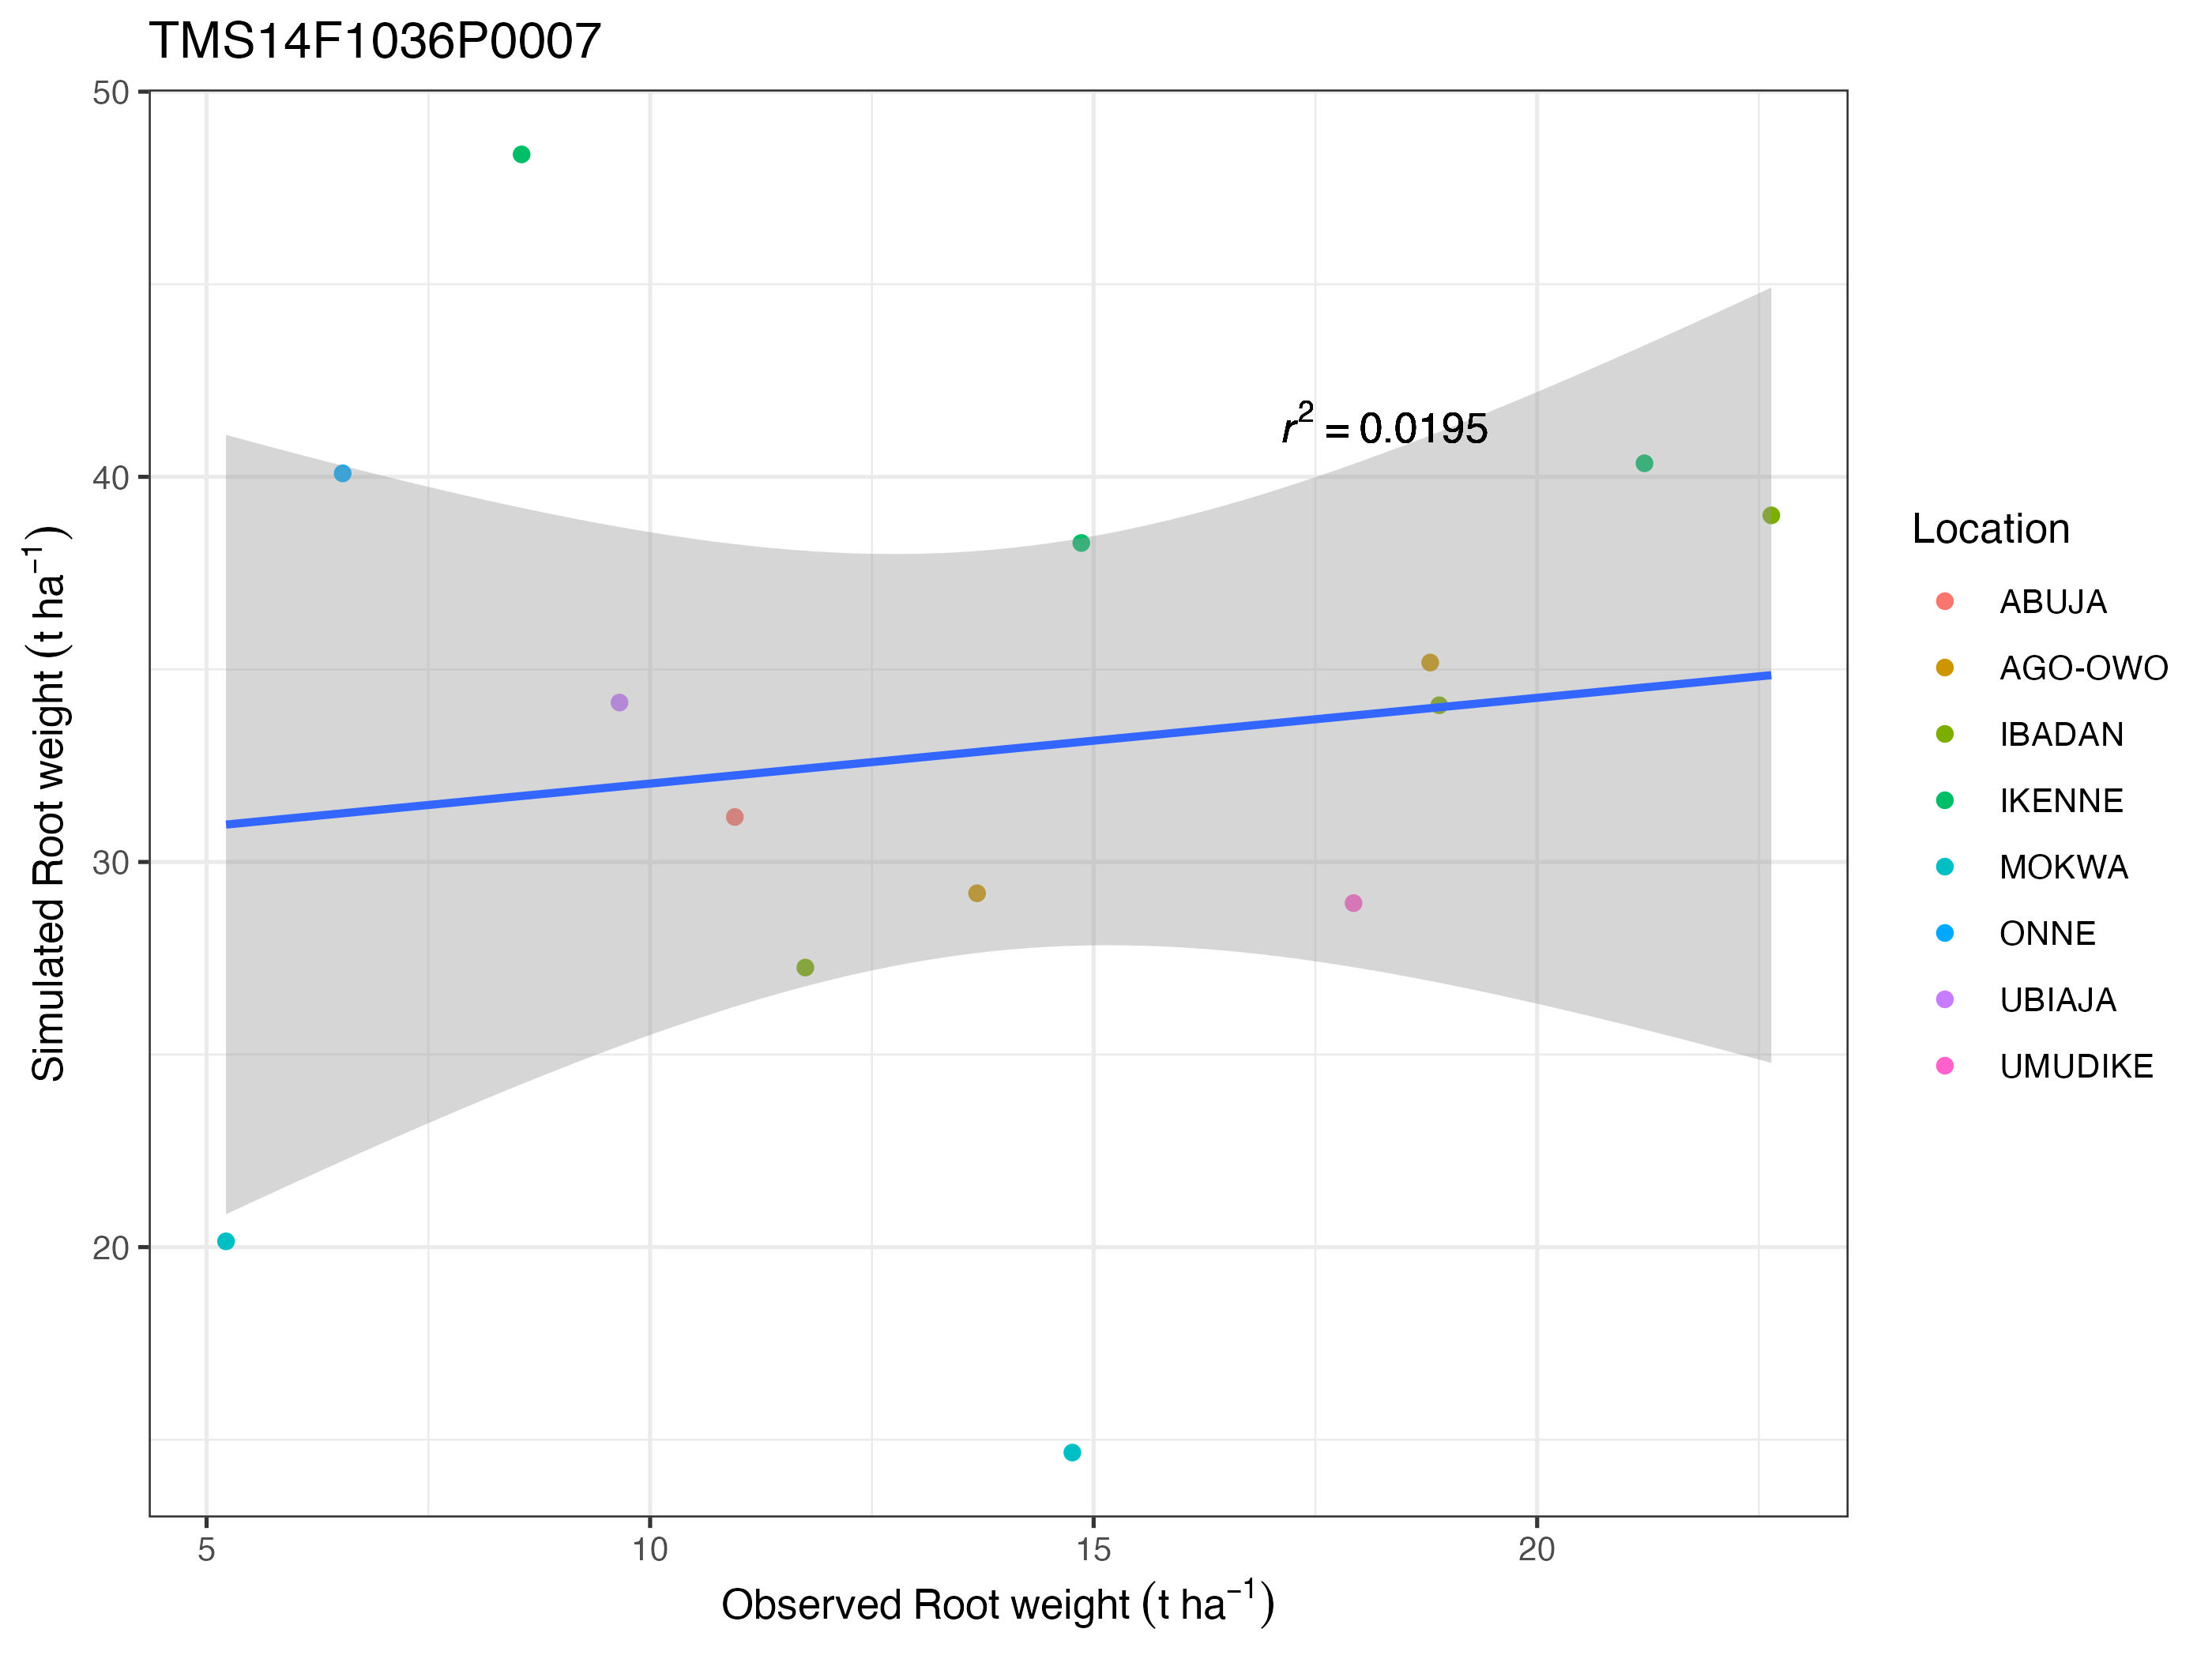 TMS14F1036P0007
50
40
30
20
Simulated Root weight (t ha⁻¹)
r² = 0.0195
5 10 15 20
Observed Root weight (t ha⁻¹)
Location
ABUJA
AGO-OWO
IBADAN
IKENNE
MOKWA
ONNE
UBIAJA
UMUDIKE